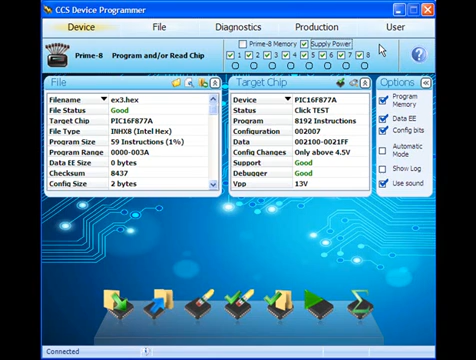 CCS Device Programmer
Device File Diagnostics Production User
Prime-8 Program and/or Read Chip
Prime-8 Memory Supply Power
1 2 3 4 5 6 7 8
File
Filename ex3.hex
File Status Good
Target Chip PIC16F877A
File Type INHX8 (Intel Hex)
Program Size 59 Instructions (1%)
Program Range 0000-003A
Data EE Size 0 bytes
Checksum 8437
Config Size 2 bytes
Target Chip
Device PIC16F877A
Status Click TEST
Program 8192 Instructions
Configuration 002007
Data 002100-0021FF
Config Changes Only above 4.5V
Support Good
Debugger Good
Vpp 13V
Options
Program Memory
Data EE
Config bits
Automatic Mode
Show Log
Use sound
Connected